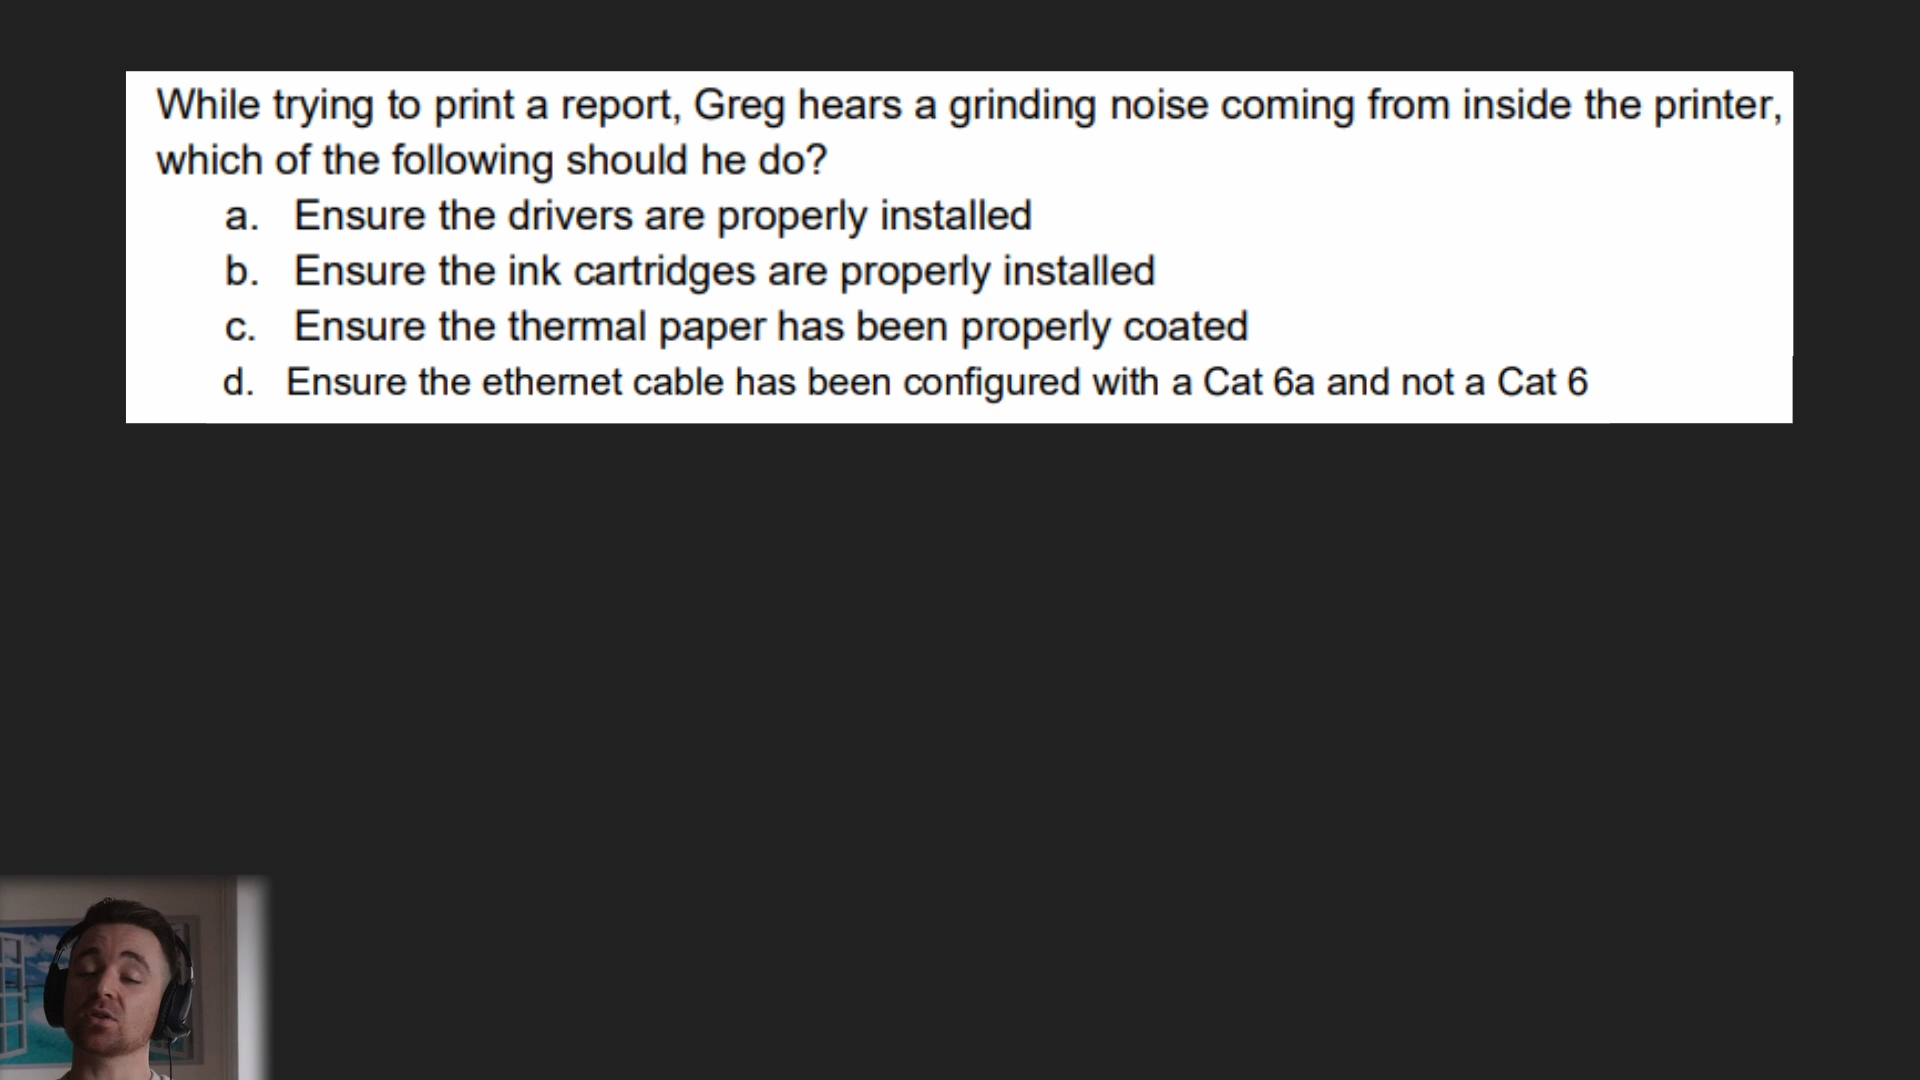 While trying to print a report, Greg hears a grinding noise coming from inside the printer,
which of the following should he do?
a. Ensure the drivers are properly installed
b. Ensure the ink cartridges are properly installed
c. Ensure the thermal paper has been properly coated
d. Ensure the ethernet cable has been configured with a Cat 6a and not a Cat 6